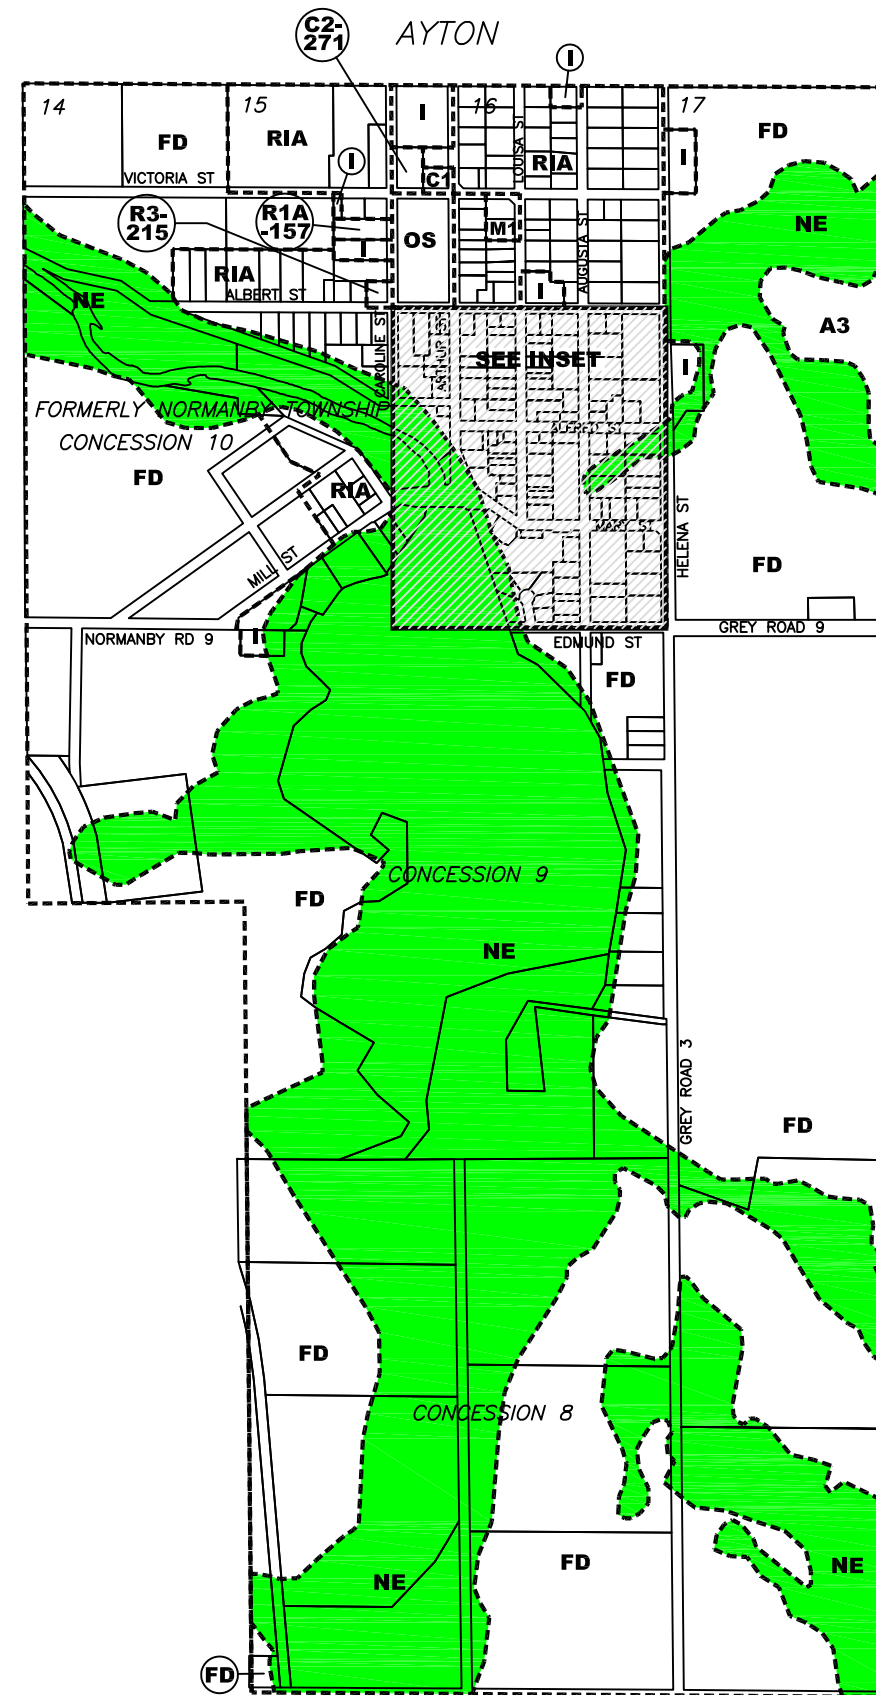 C2-
271
AYTON
I
14
15
I
16
17
FD
RIA
I
LOUISA ST
RIA
I
FD
VICTORIA ST
C1
R3-
215
R1A
-157
I
OS
M1
AUGUSTA ST
NE
RIA
ALBERT ST
I
NE
A3
CAROLINE ST
ARTHUR ST
SEE INSET
I
FORMERLY NORMANBY TOWNSHIP
CONCESSION 10
ALFRED ST
FD
RIA
MARY ST
HELENA ST
MILL ST
FD
NORMANBY RD 9
I
EDMUND ST
GREY ROAD 9
FD
CONCESSION 9
FD
NE
GREY ROAD 3
FD
FD
CONCESSION 8
NE
FD
NE
FD